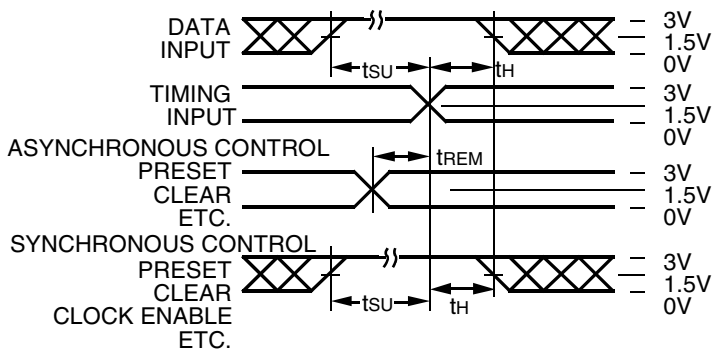 DATA
INPUT
3V
1.5V
0V
tSU
tH
TIMING
INPUT
3V
1.5V
0V
ASYNCHRONOUS CONTROL
PRESET
CLEAR
ETC.
tREM
3V
1.5V
0V
SYNCHRONOUS CONTROL
PRESET
CLEAR
CLOCK ENABLE
ETC.
tSU
tH
3V
1.5V
0V